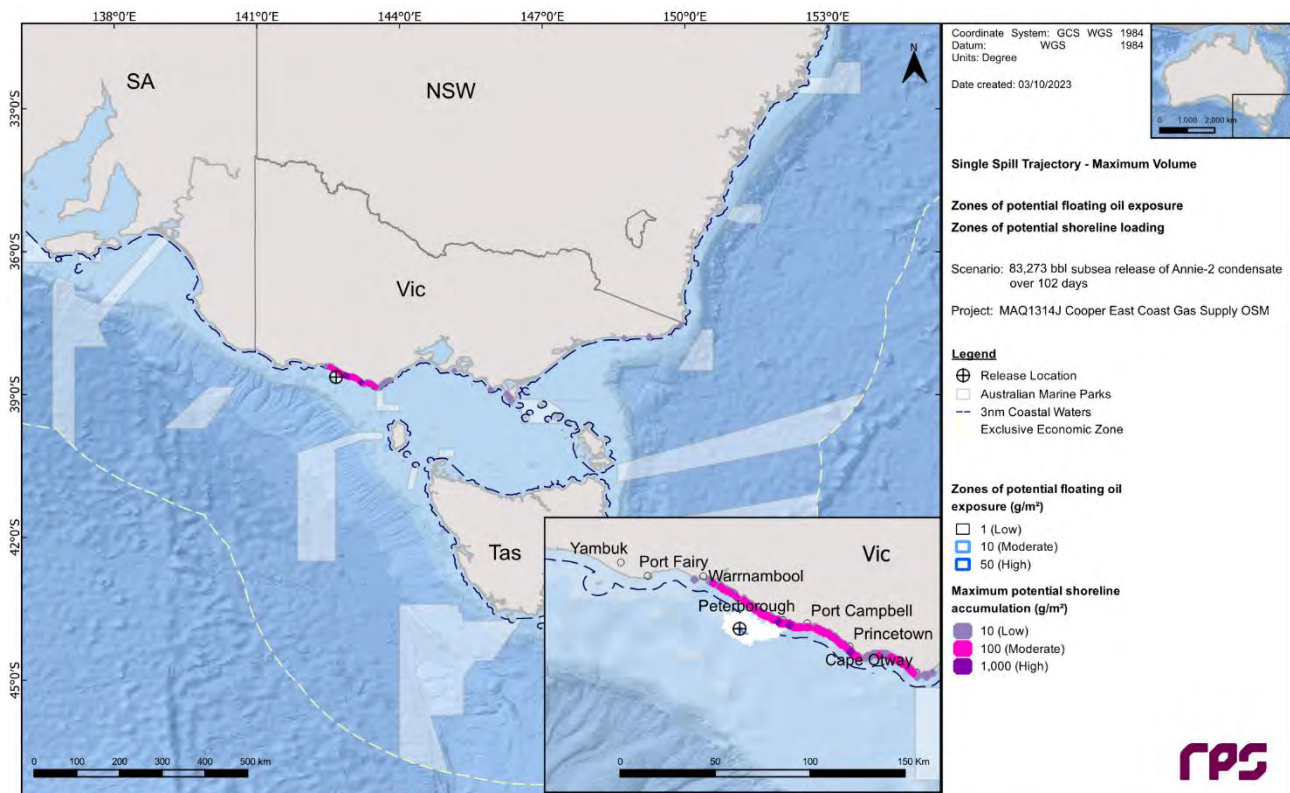 138°0'E 141°0'E 144°0'E 147°0'E 150°0'E 153°0'E
33°0'S
36°0'S
39°0'S
42°0'S
45°0'S
SA
NSW
Vic
Tas
0 100 200 300 400 500 km
Vic
Yambuk
Port Fairy
Warrnambool
Peterborough
Port Campbell
Princetown
Cape Otway
0 50 100 150 Km
Coordinate System: GCS WGS 1984
Datum: WGS 1984
Units: Degree
Date created: 03/10/2023
N
0 1,000 2,000 km
Single Spill Trajectory - Maximum Volume
Zones of potential floating oil exposure
Zones of potential shoreline loading
Scenario: 83,273 bbl subsea release of Annie-2 condensate
over 102 days
Project: MAQ1314J Cooper East Coast Gas Supply OSM
Legend
Release Location
Australian Marine Parks
3nm Coastal Waters
Exclusive Economic Zone
Zones of potential floating oil
exposure (g/m²)
1 (Low)
10 (Moderate)
50 (High)
Maximum potential shoreline
accumulation (g/m²)
10 (Low)
100 (Moderate)
1,000 (High)
rps